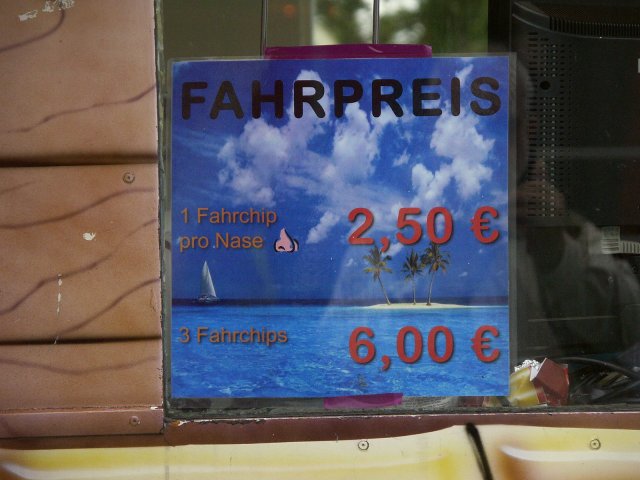 FAHRPREIS
1 Fahrchip
pro Nase
2,50 €
3 Fahrchips
6,00 €